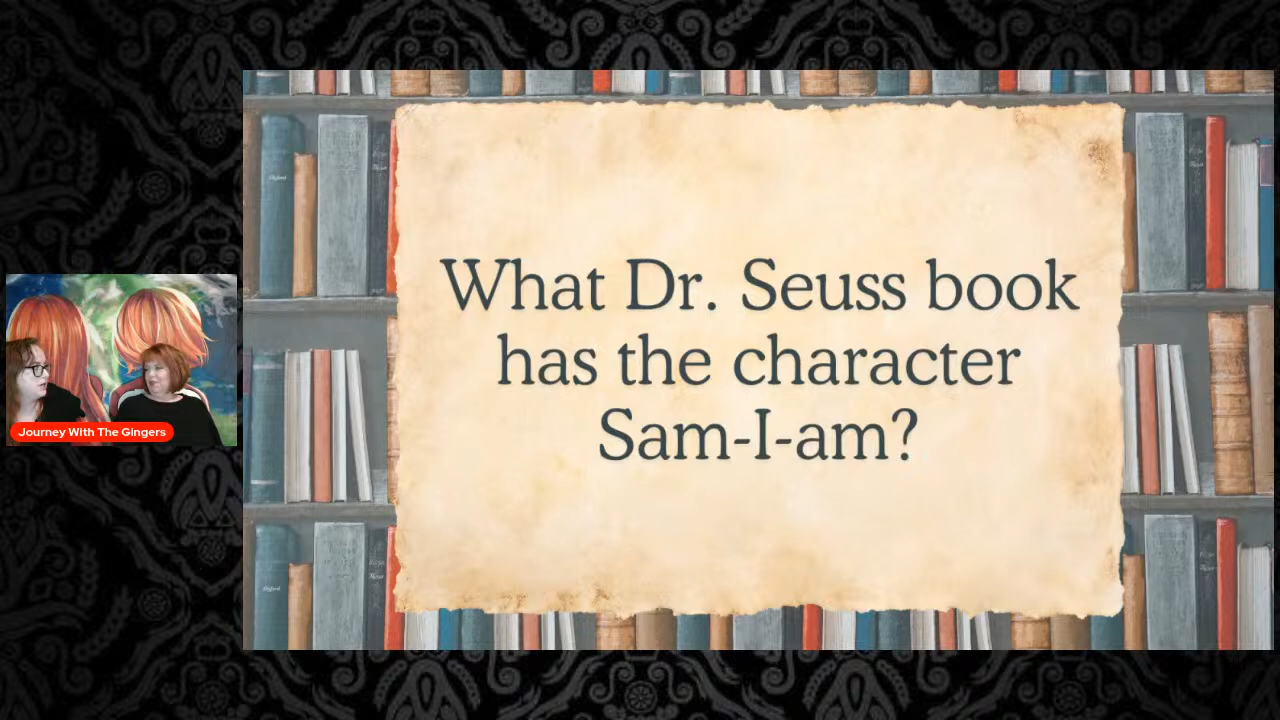 What Dr. Seuss book
has the character
Sam-I-am?
Journey With The Gingers